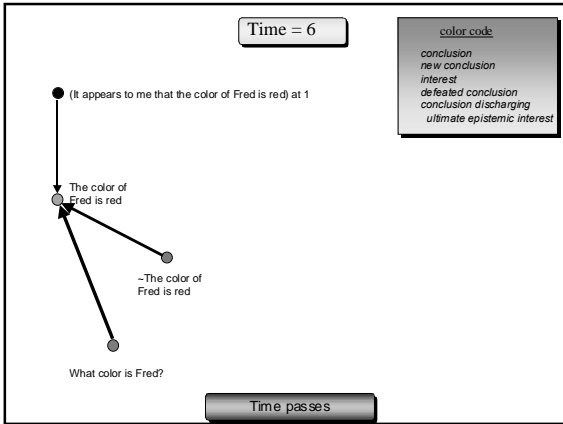 Time = 6
color code
conclusion
new conclusion
interest
defeated conclusion
conclusion discharging
ultimate epistemic interest
(It appears to me that the color of Fred is red) at 1
The color of
Fred is red
~The color of
Fred is red
What color is Fred?
Time passes